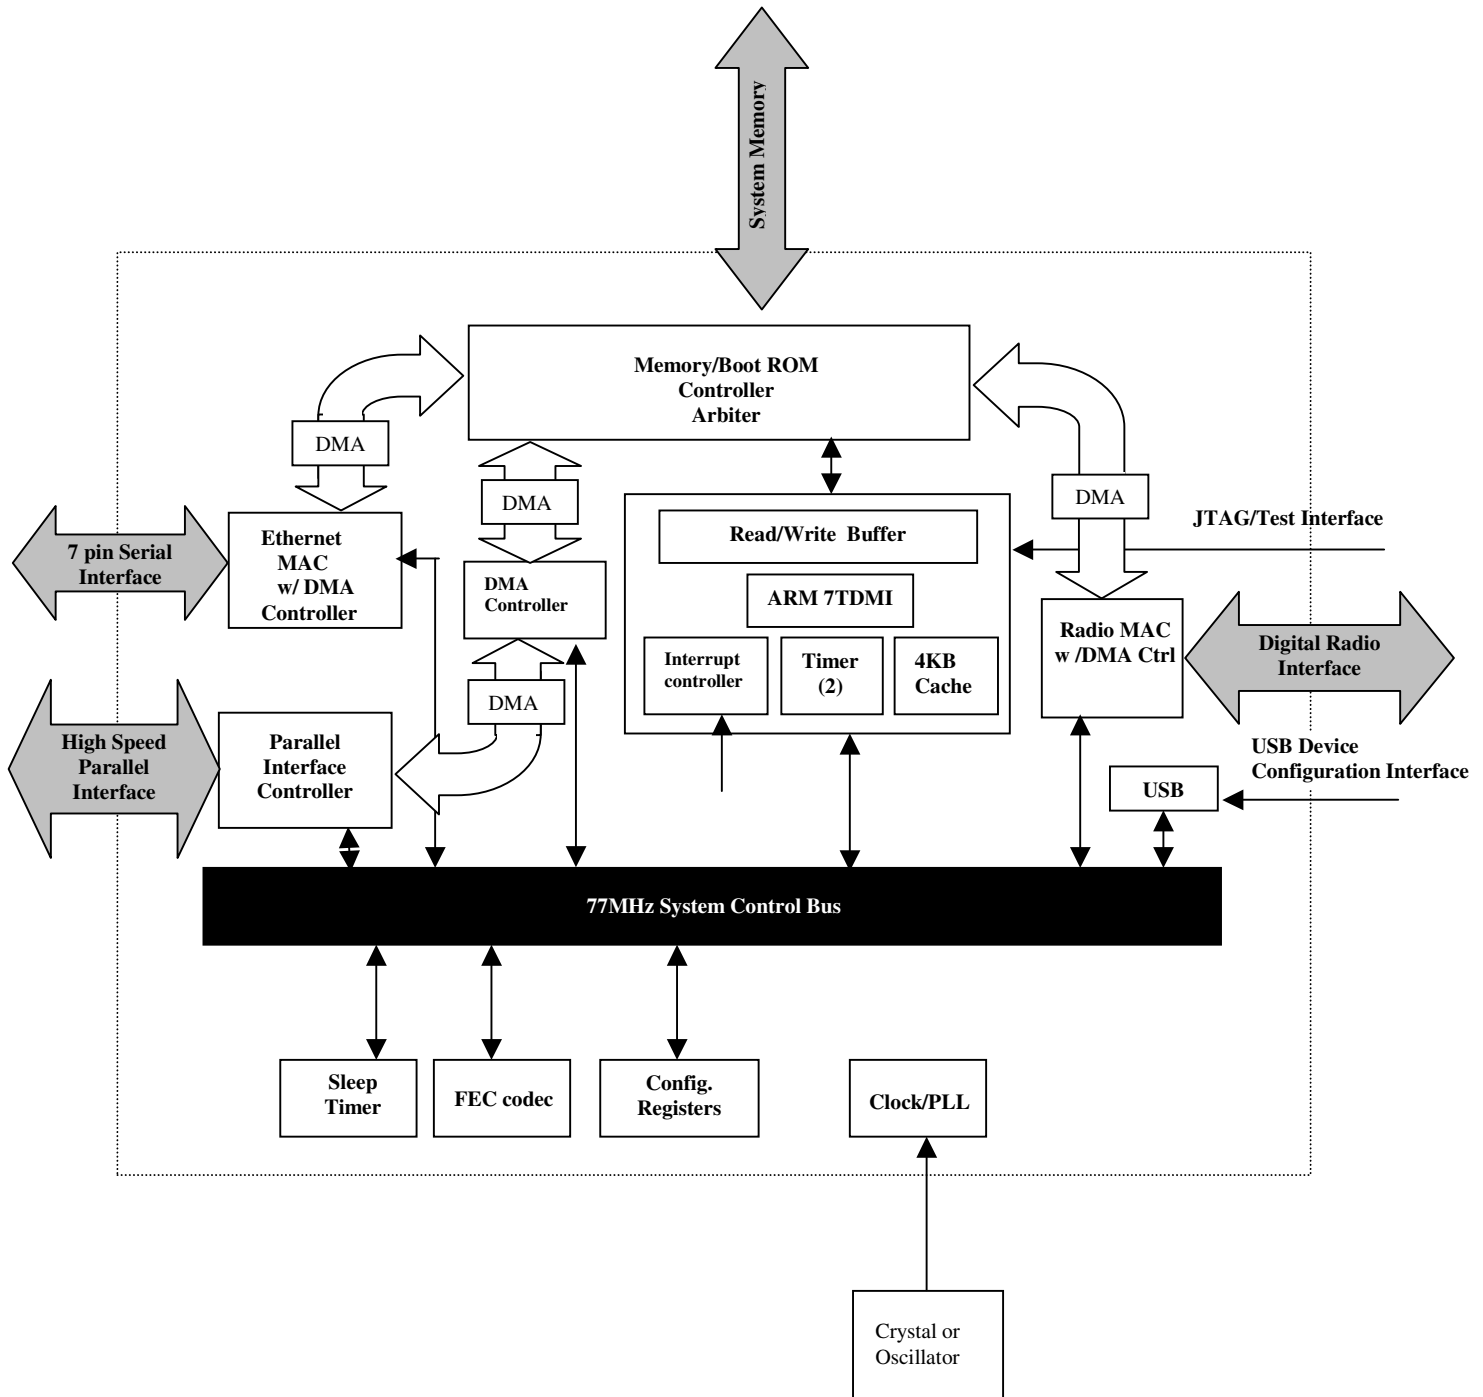 System Memory
Memory/Boot ROM
Controller
Arbiter
DMA
DMA
DMA
JTAG/Test Interface
7 pin Serial
Interface
Ethernet
MAC
w/ DMA
Controller
DMA
Controller
Read/Write Buffer
ARM 7TDMI
Interrupt
controller
Timer
(2)
4KB
Cache
Radio MAC
w /DMA Ctrl
Digital Radio
Interface
DMA
High Speed
Parallel
Interface
Parallel
Interface
Controller
USB Device
Configuration Interface
USB
77MHz System Control Bus
Sleep
Timer
FEC codec
Config.
Registers
Clock/PLL
Crystal or
Oscillator